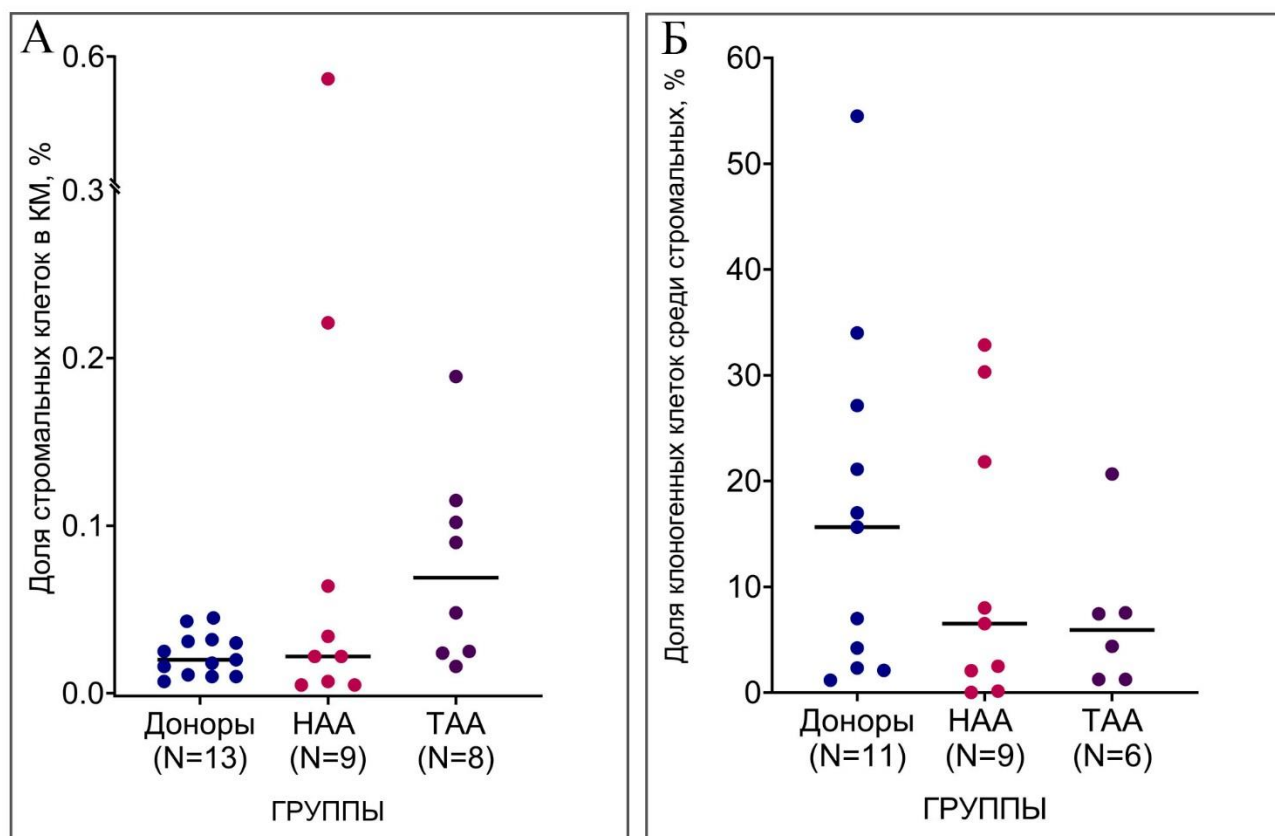 А
Доля стромальных клеток в КМ, %
0.6
0.3
0.2
0.1
0.0
Доноры
(N=13)
НАА
(N=9)
ТАА
(N=8)
ГРУППЫ
Б
Доля клоногенных клеток среди стромальных, %
60
50
40
30
20
10
0
Доноры
(N=11)
НАА
(N=9)
ТАА
(N=6)
ГРУППЫ